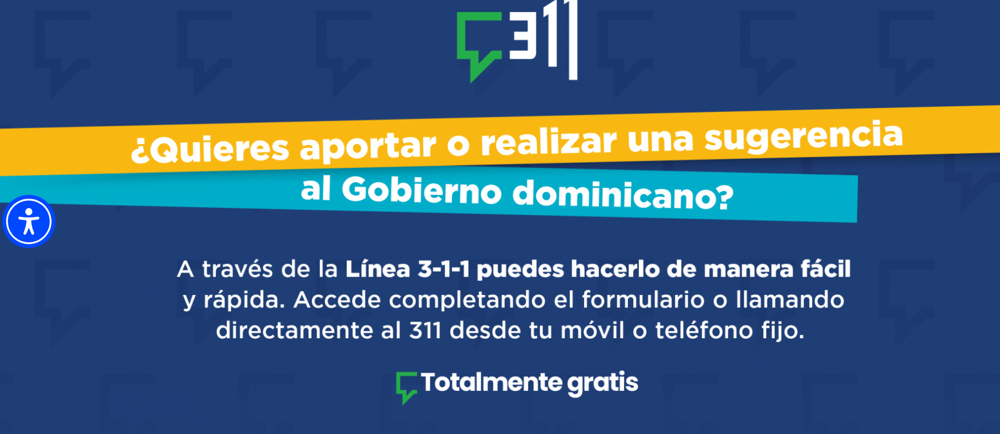 311
¿Quieres aportar o realizar una sugerencia
al Gobierno dominicano?
A través de la Línea 3-1-1 puedes hacerlo de manera fácil
y rápida. Accede completando el formulario o llamando
directamente al 311 desde tu móvil o teléfono fijo.
Totalmente gratis